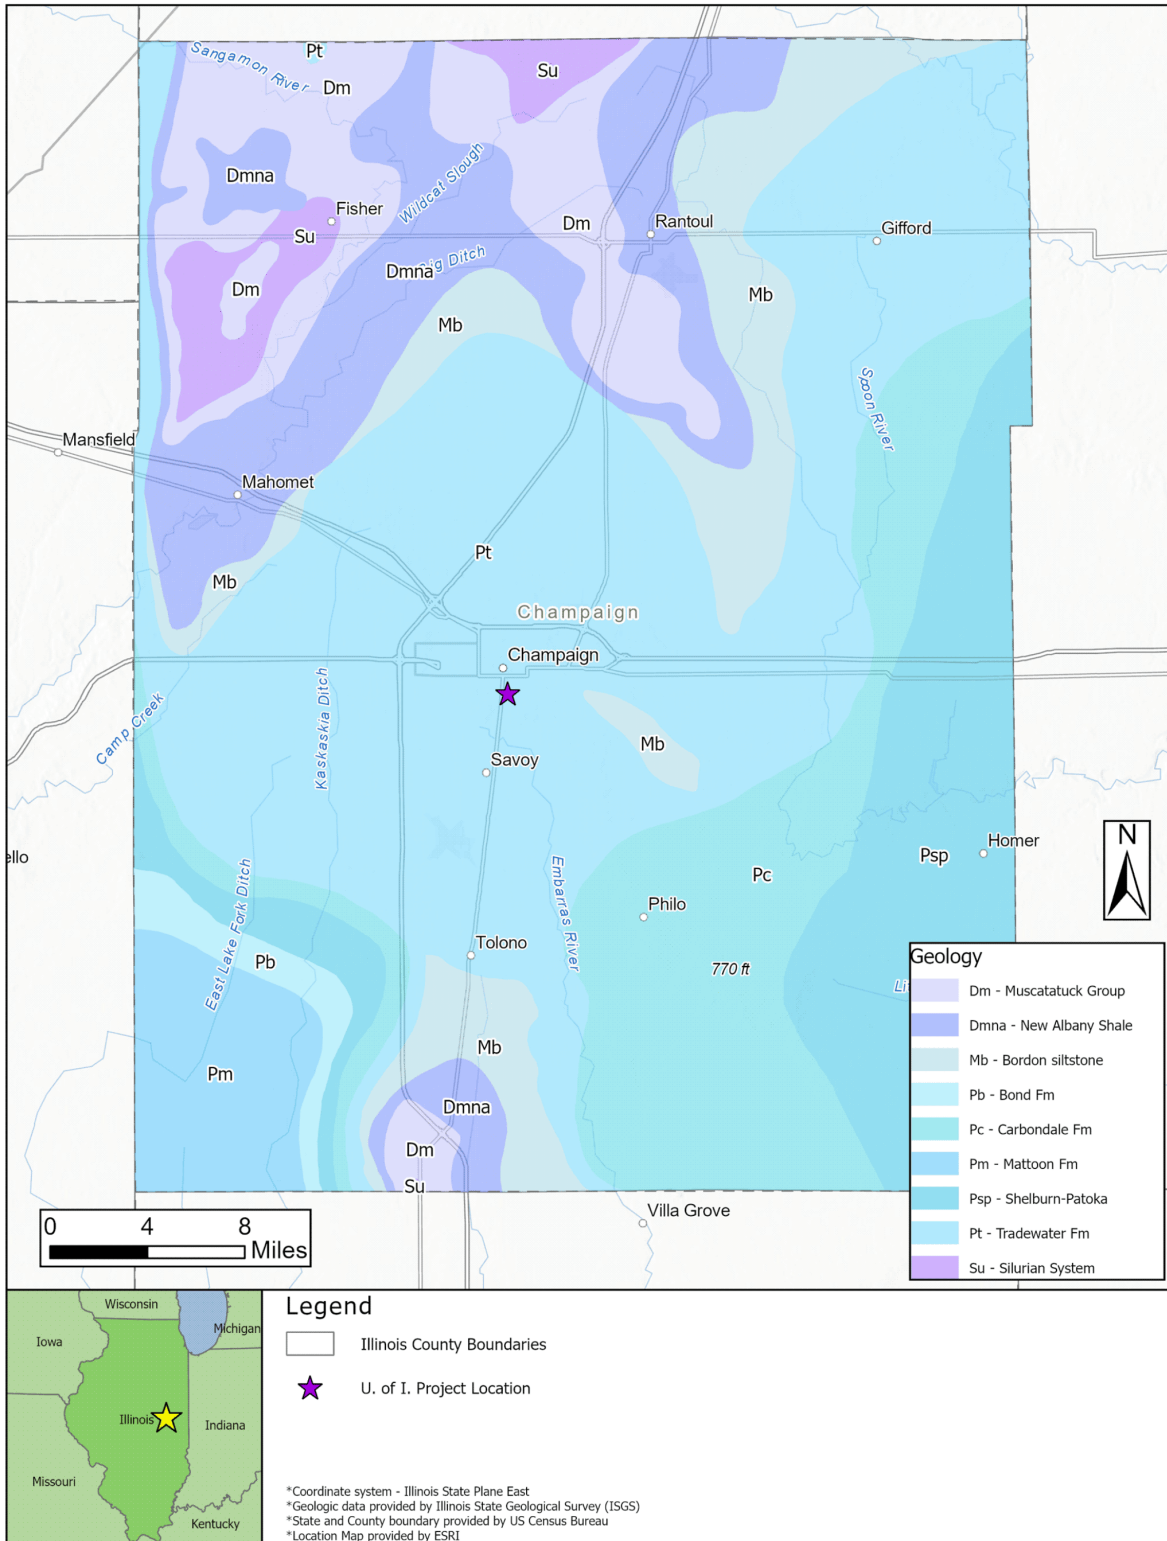 Pt
Sangamon River
Su
Dm
Dmna
Fisher
Wildcat Slough
Su
Dm
Rantoul
Gifford
Dmna
Big Ditch
Dm
Mb
Mb
Spoon River
Mansfield
Mahomet
Pt
Mb
Champaign
Champaign
Camp Creek
Kaskaskia Ditch
Mb
Savoy
Homer
ello
Psp
N
East Lake Fork Ditch
Embarras River
Pc
Philo
Tolono
Pb
770 ft
Li
Mb
Pm
Dmna
Dm
Su
Villa Grove
0 4 8
Miles
Geology
Dm - Muscatatuck Group
Dmna - New Albany Shale
Mb - Bordon siltstone
Pb - Bond Fm
Pc - Carbondale Fm
Pm - Mattoon Fm
Psp - Shelburn-Patoka
Pt - Tradewater Fm
Su - Silurian System
Wisconsin
Michigan
Iowa
Illinois
Indiana
Missouri
Kentucky
Legend
Illinois County Boundaries
U. of I. Project Location
*Coordinate system - Illinois State Plane East
*Geologic data provided by Illinois State Geological Survey (ISGS)
*State and County boundary provided by US Census Bureau
*Location Map provided by ESRI